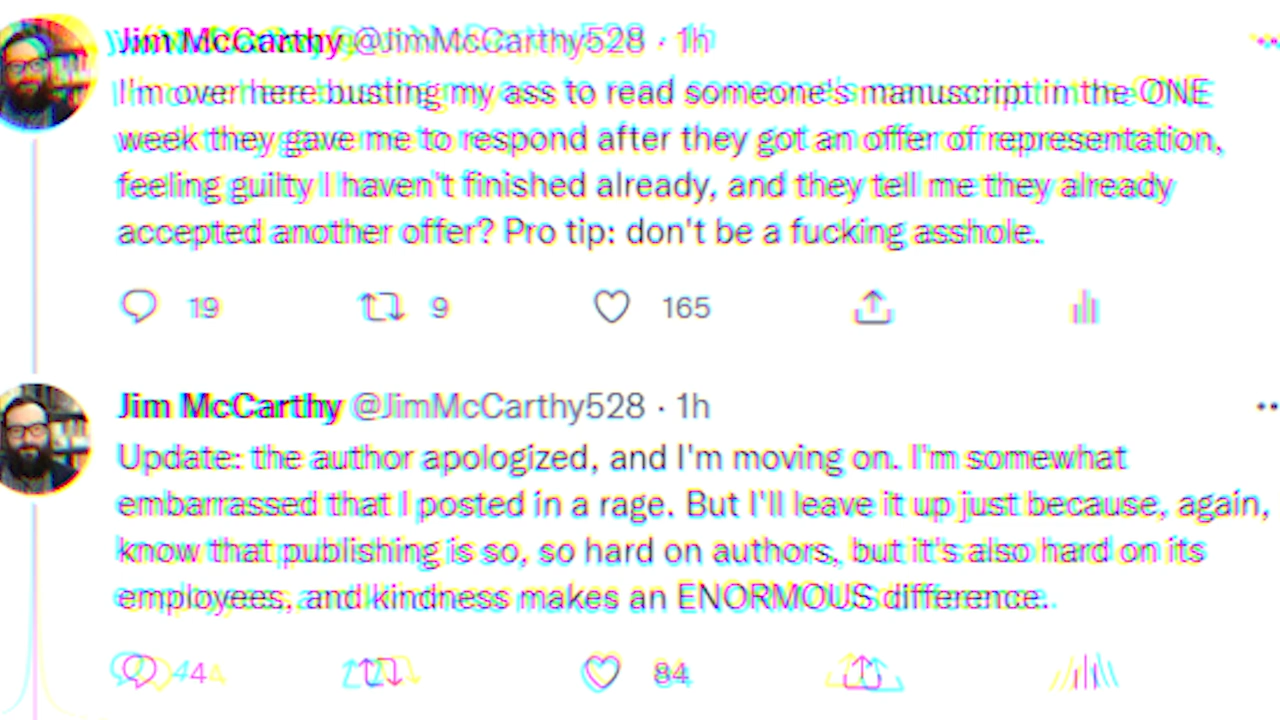 Jim McCarthy @JimMcCarthy528 · 1h
I'm over here busting my ass to read someone's manuscript in the ONE
week they gave me to respond after they got an offer of representation,
feeling guilty I haven't finished already, and they tell me they already
accepted another offer? Pro tip: don't be a fucking asshole.
19 9 165
Jim McCarthy @JimMcCarthy528 · 1h
Update: the author apologized, and I'm moving on. I'm somewhat
embarrassed that I posted in a rage. But I'll leave it up just because, again,
know that publishing is so, so hard on authors, but it's also hard on its
employees, and kindness makes an ENORMOUS difference.
84